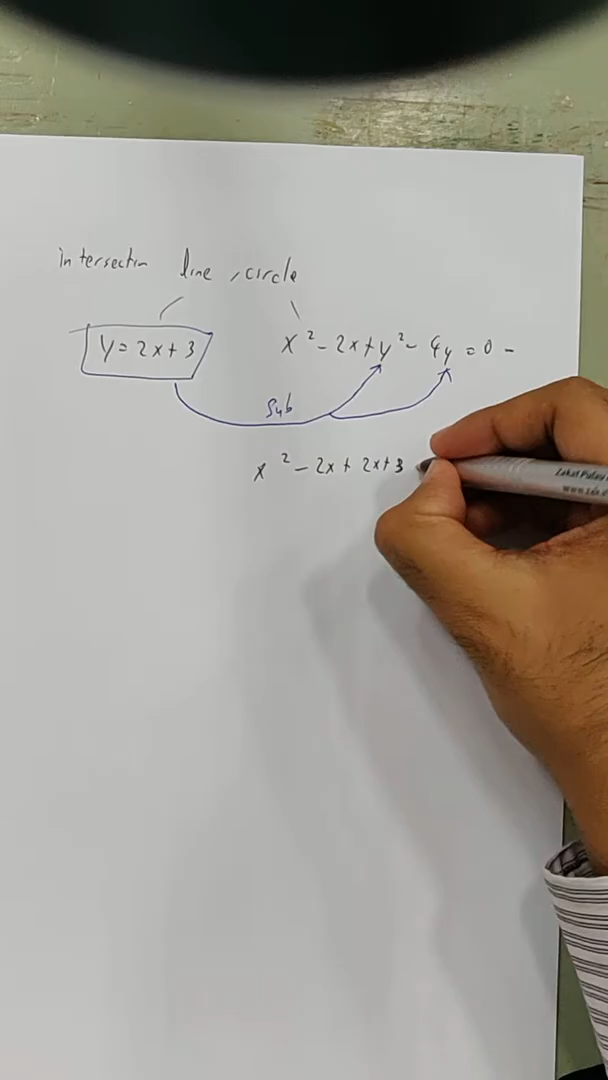 intersection line, circle
y = 2x + 3 x² - 2x + y² - 4y = 0 -
Sub
x² - 2x + 2x + 3